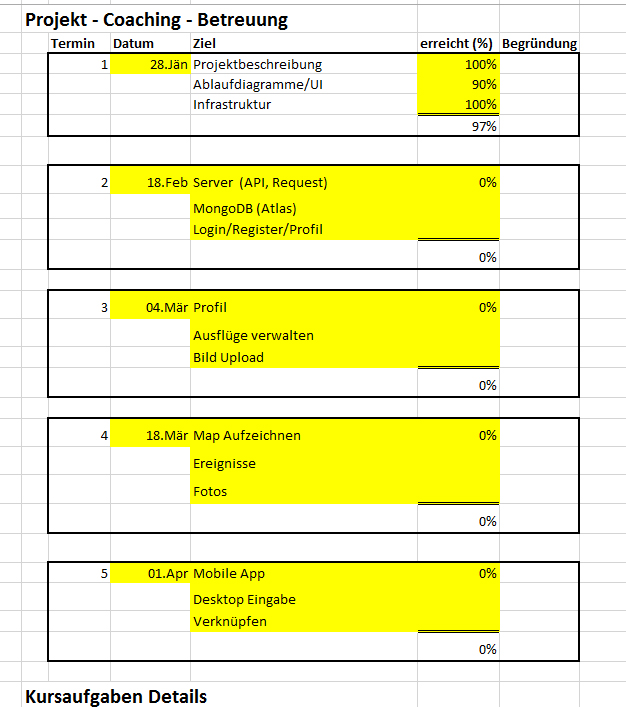 Projekt - Coaching - Betreuung
Termin Datum Ziel erreicht (%) Begründung
1 28.Jän Projektbeschreibung 100%
Ablaufdiagramme/UI 90%
Infrastruktur 100%
97%
2 18.Feb Server (API, Request) 0%
MongoDB (Atlas)
Login/Register/Profil
0%
3 04.Mär Profil 0%
Ausflüge verwalten
Bild Upload
0%
4 18.Mär Map Aufzeichnen 0%
Ereignisse
Fotos
0%
5 01.Apr Mobile App 0%
Desktop Eingabe
Verknüpfen
0%
Kursaufgaben Details